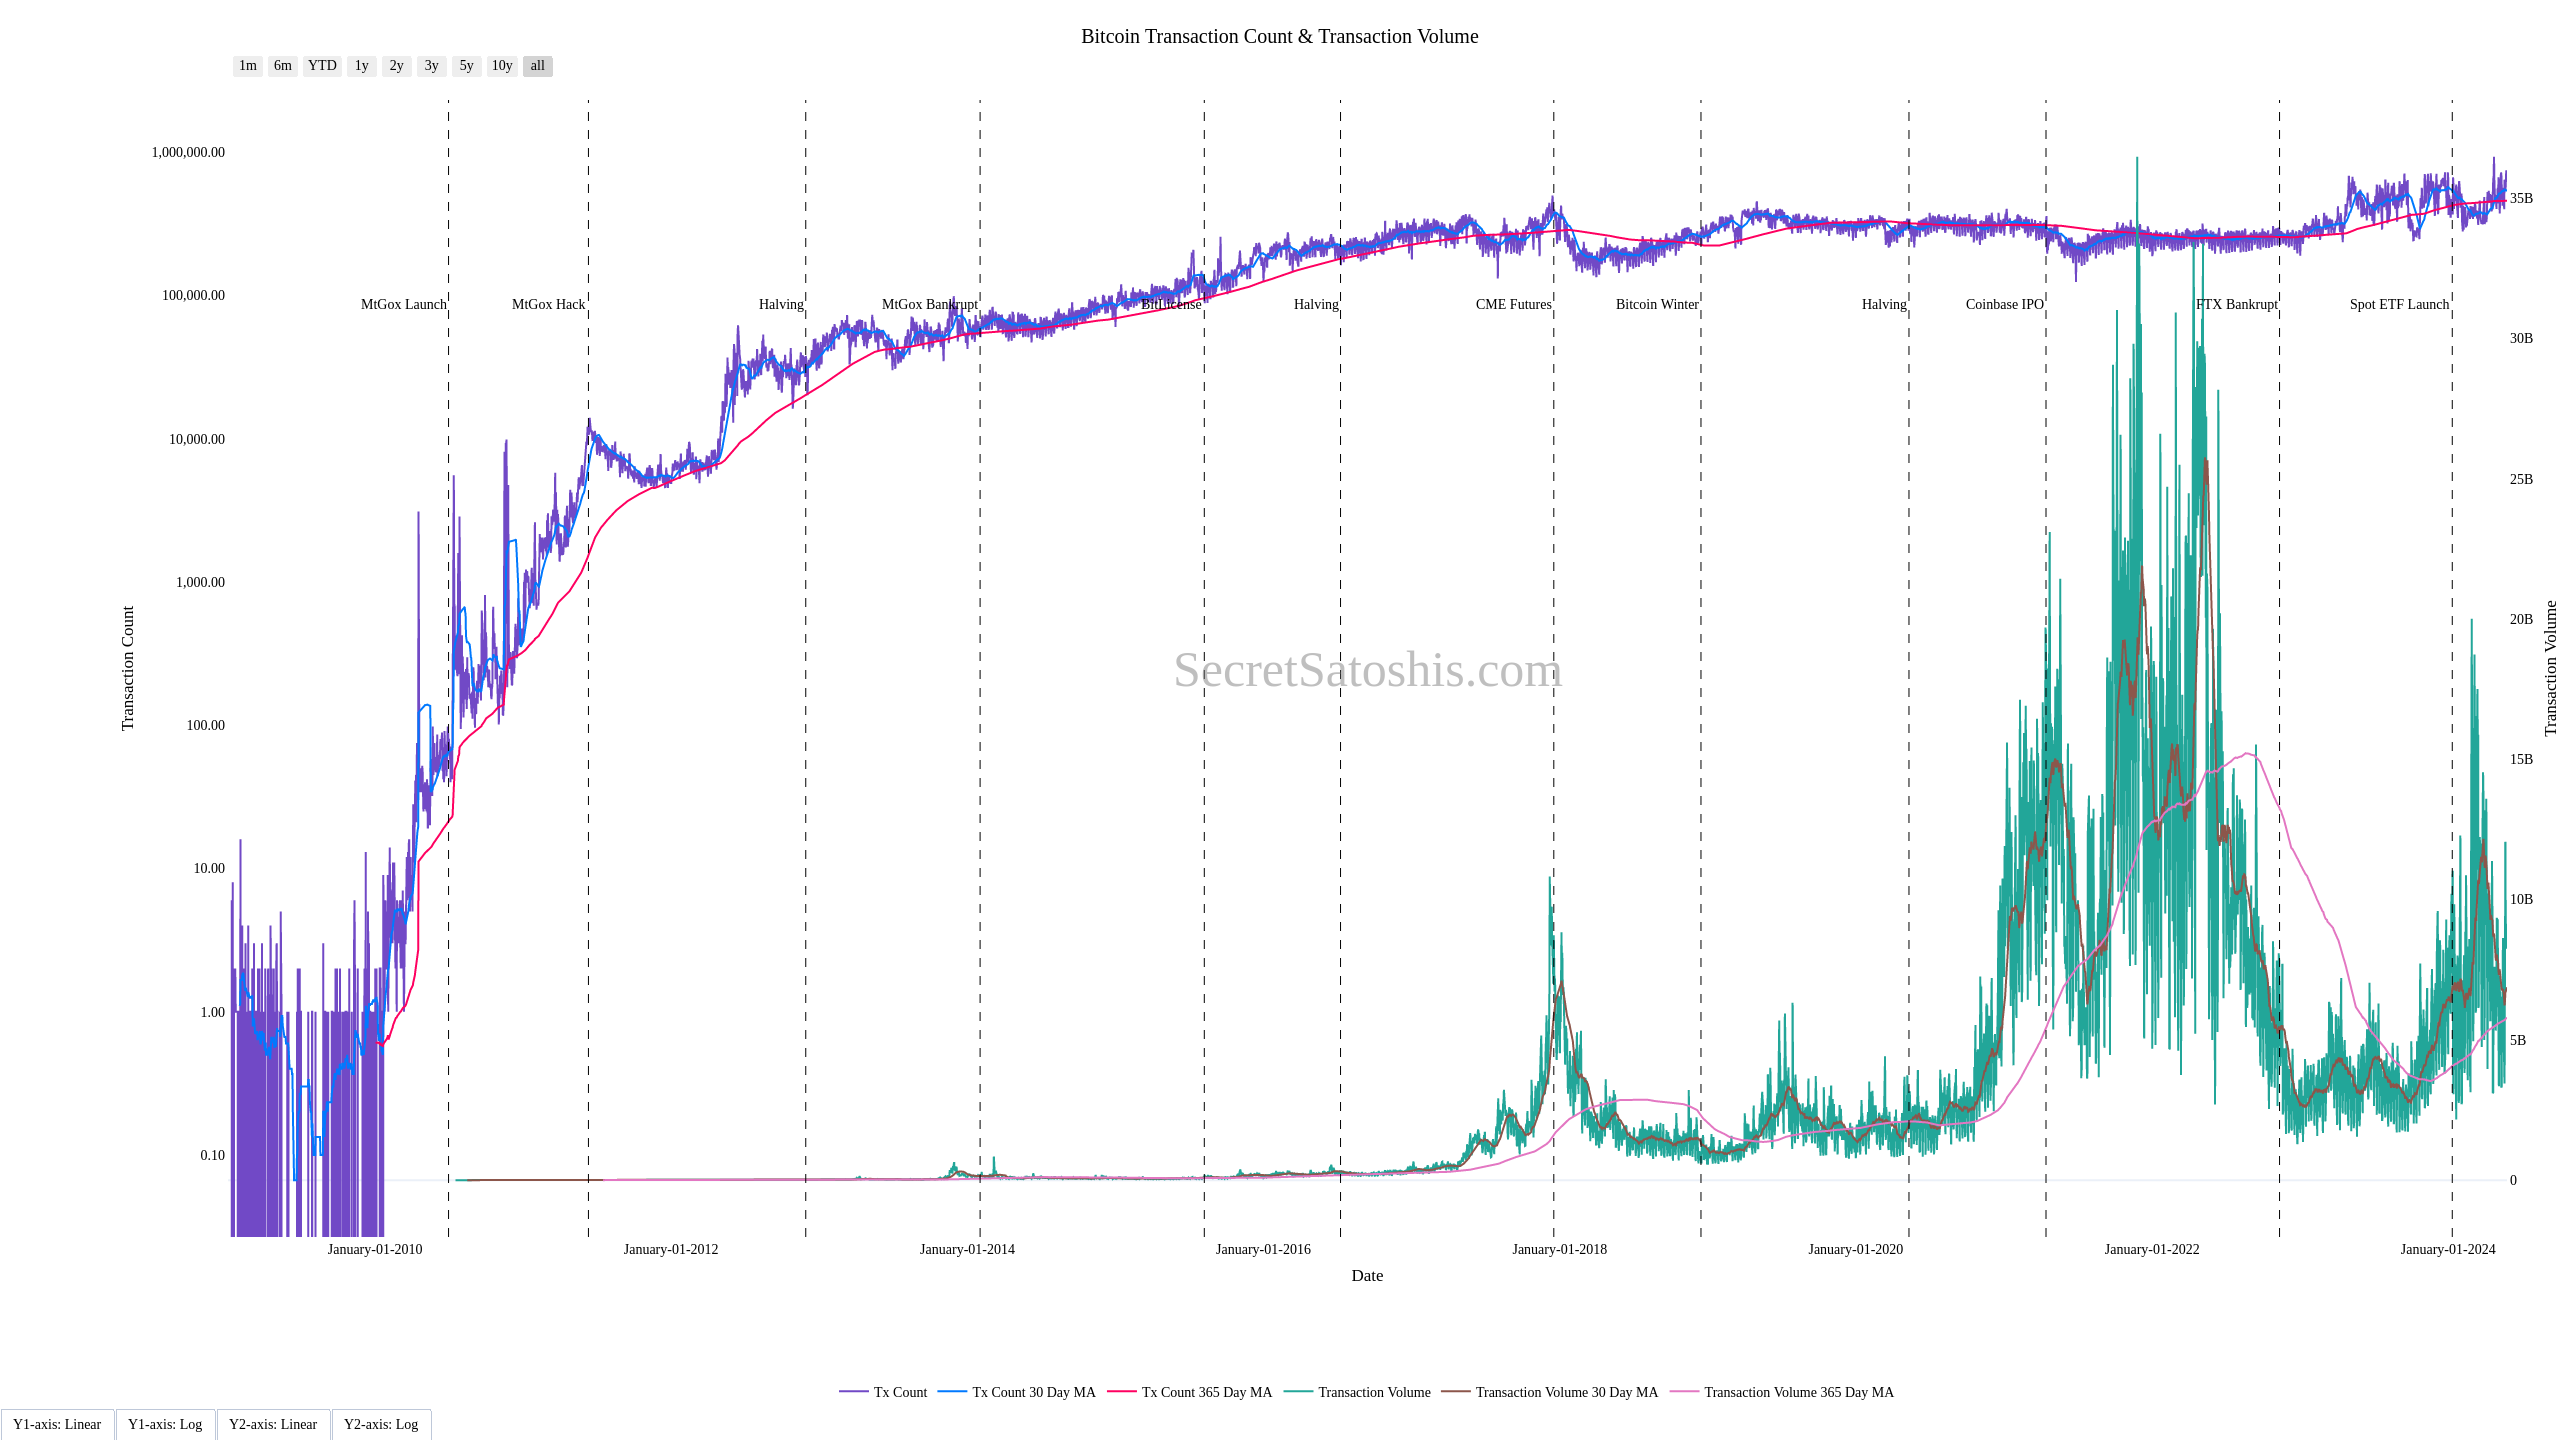 Bitcoin Transaction Count & Transaction Volume
1m 6m YTD 1y 2y 3y 5y 10y all
1,000,000.00
100,000.00
10,000.00
1,000.00
100.00
10.00
1.00
0.10
Transaction Count
MtGox Launch
MtGox Hack
Halving
MtGox Bankrupt
BitLicense
Halving
CME Futures
Bitcoin Winter
Halving
Coinbase IPO
FTX Bankrupt
Spot ETF Launch
SecretSatoshis.com
35B
30B
25B
20B
15B
10B
5B
0
Transaction Volume
January-01-2010
January-01-2012
January-01-2014
January-01-2016
January-01-2018
January-01-2020
January-01-2022
January-01-2024
Date
Tx Count
Tx Count 30 Day MA
Tx Count 365 Day MA
Transaction Volume
Transaction Volume 30 Day MA
Transaction Volume 365 Day MA
Y1-axis: Linear
Y1-axis: Log
Y2-axis: Linear
Y2-axis: Log